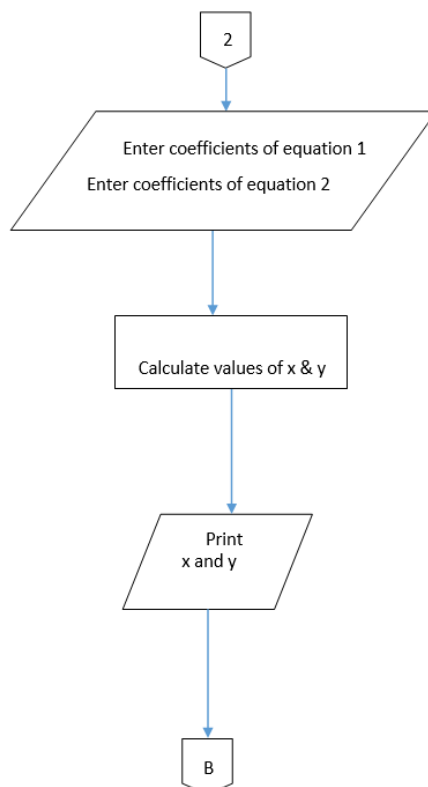 2
Enter coefficients of equation 1
Enter coefficients of equation 2
Calculate values of x & y
Print
x and y
B